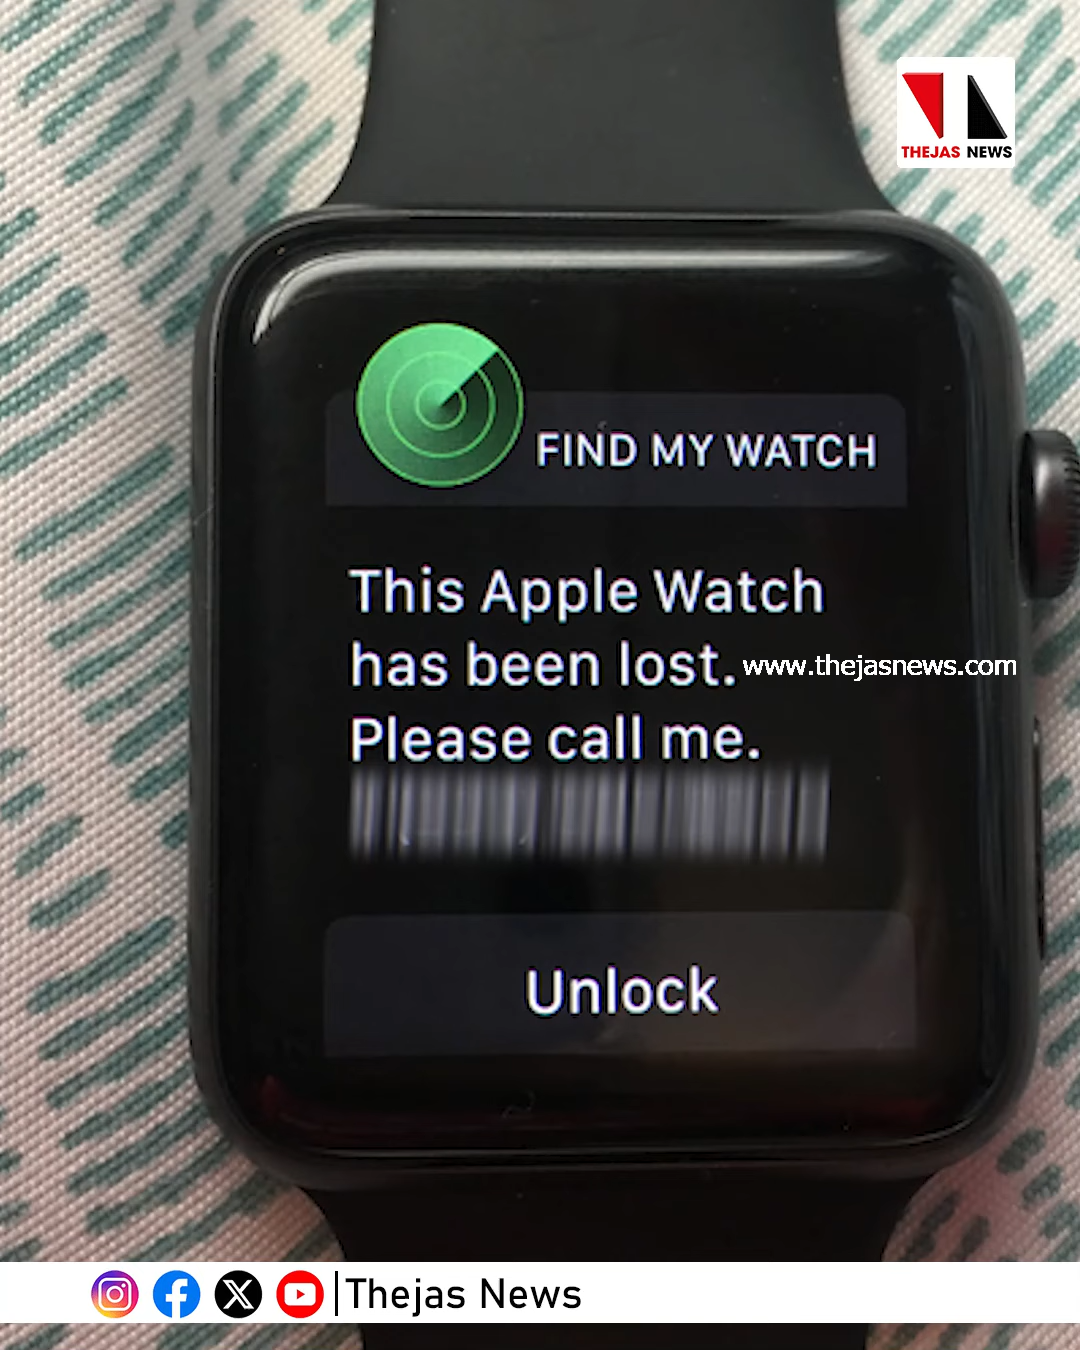 THEJAS NEWS
FIND MY WATCH
This Apple Watch
has been lost.
www.thejasnews.com
Please call me.
Unlock
Thejas News